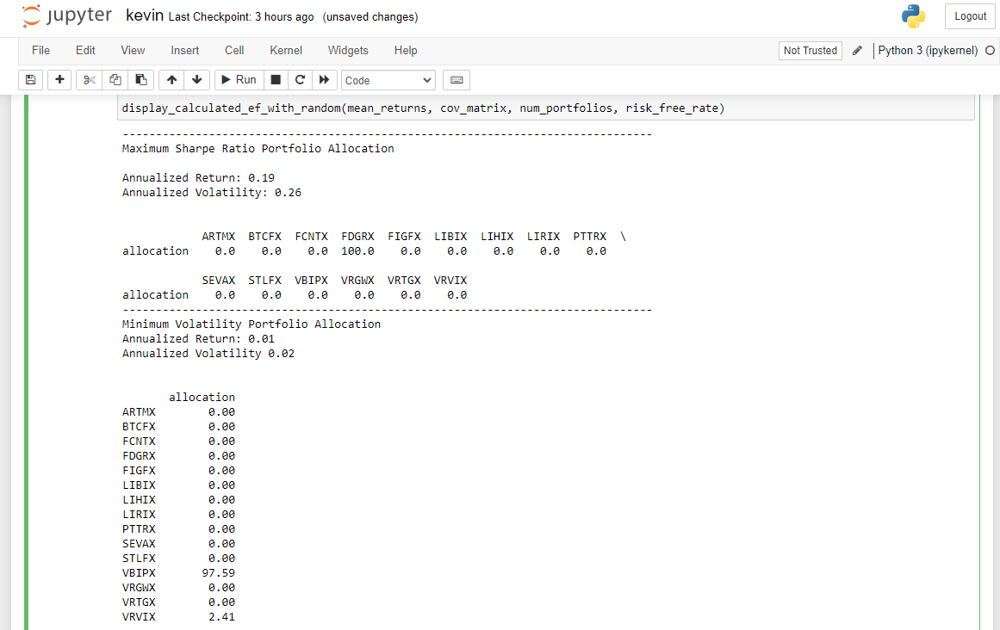 jupyter kevin Last Checkpoint: 3 hours ago (unsaved changes) Logout
File Edit View Insert Cell Kernel Widgets Help Not Trusted Python 3 (ipykernel)
Run Code
display_calculated_ef_with_random(mean_returns, cov_matrix, num_portfolios, risk_free_rate)
--------------------------------------------------------------------------------
Maximum Sharpe Ratio Portfolio Allocation
Annualized Return: 0.19
Annualized Volatility: 0.26
ARTMX BTCFX FCNTX FDGRX FIGFX LIBIX LIHIX LIRIX PTTRX \
allocation 0.0 0.0 0.0 100.0 0.0 0.0 0.0 0.0 0.0
SEVAX STLFX VBIPX VRGWX VRTGX VRVIX
allocation 0.0 0.0 0.0 0.0 0.0 0.0
--------------------------------------------------------------------------------
Minimum Volatility Portfolio Allocation
Annualized Return: 0.01
Annualized Volatility 0.02
allocation
ARTMX 0.00
BTCFX 0.00
FCNTX 0.00
FDGRX 0.00
FIGFX 0.00
LIBIX 0.00
LIHIX 0.00
LIRIX 0.00
PTTRX 0.00
SEVAX 0.00
STLFX 0.00
VBIPX 97.59
VRGWX 0.00
VRTGX 0.00
VRVIX 2.41